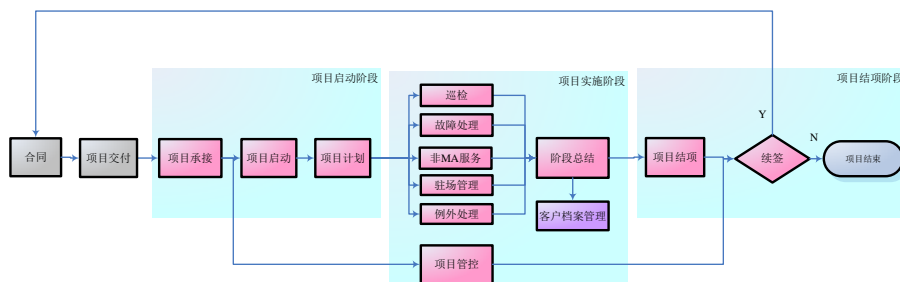 项目启动阶段
项目实施阶段
项目结项阶段
合同
项目交付
项目承接
项目启动
项目计划
巡检
故障处理
非MA服务
驻场管理
例外处理
项目管控
阶段总结
客户档案管理
项目结项
续签
Y
N
项目结束